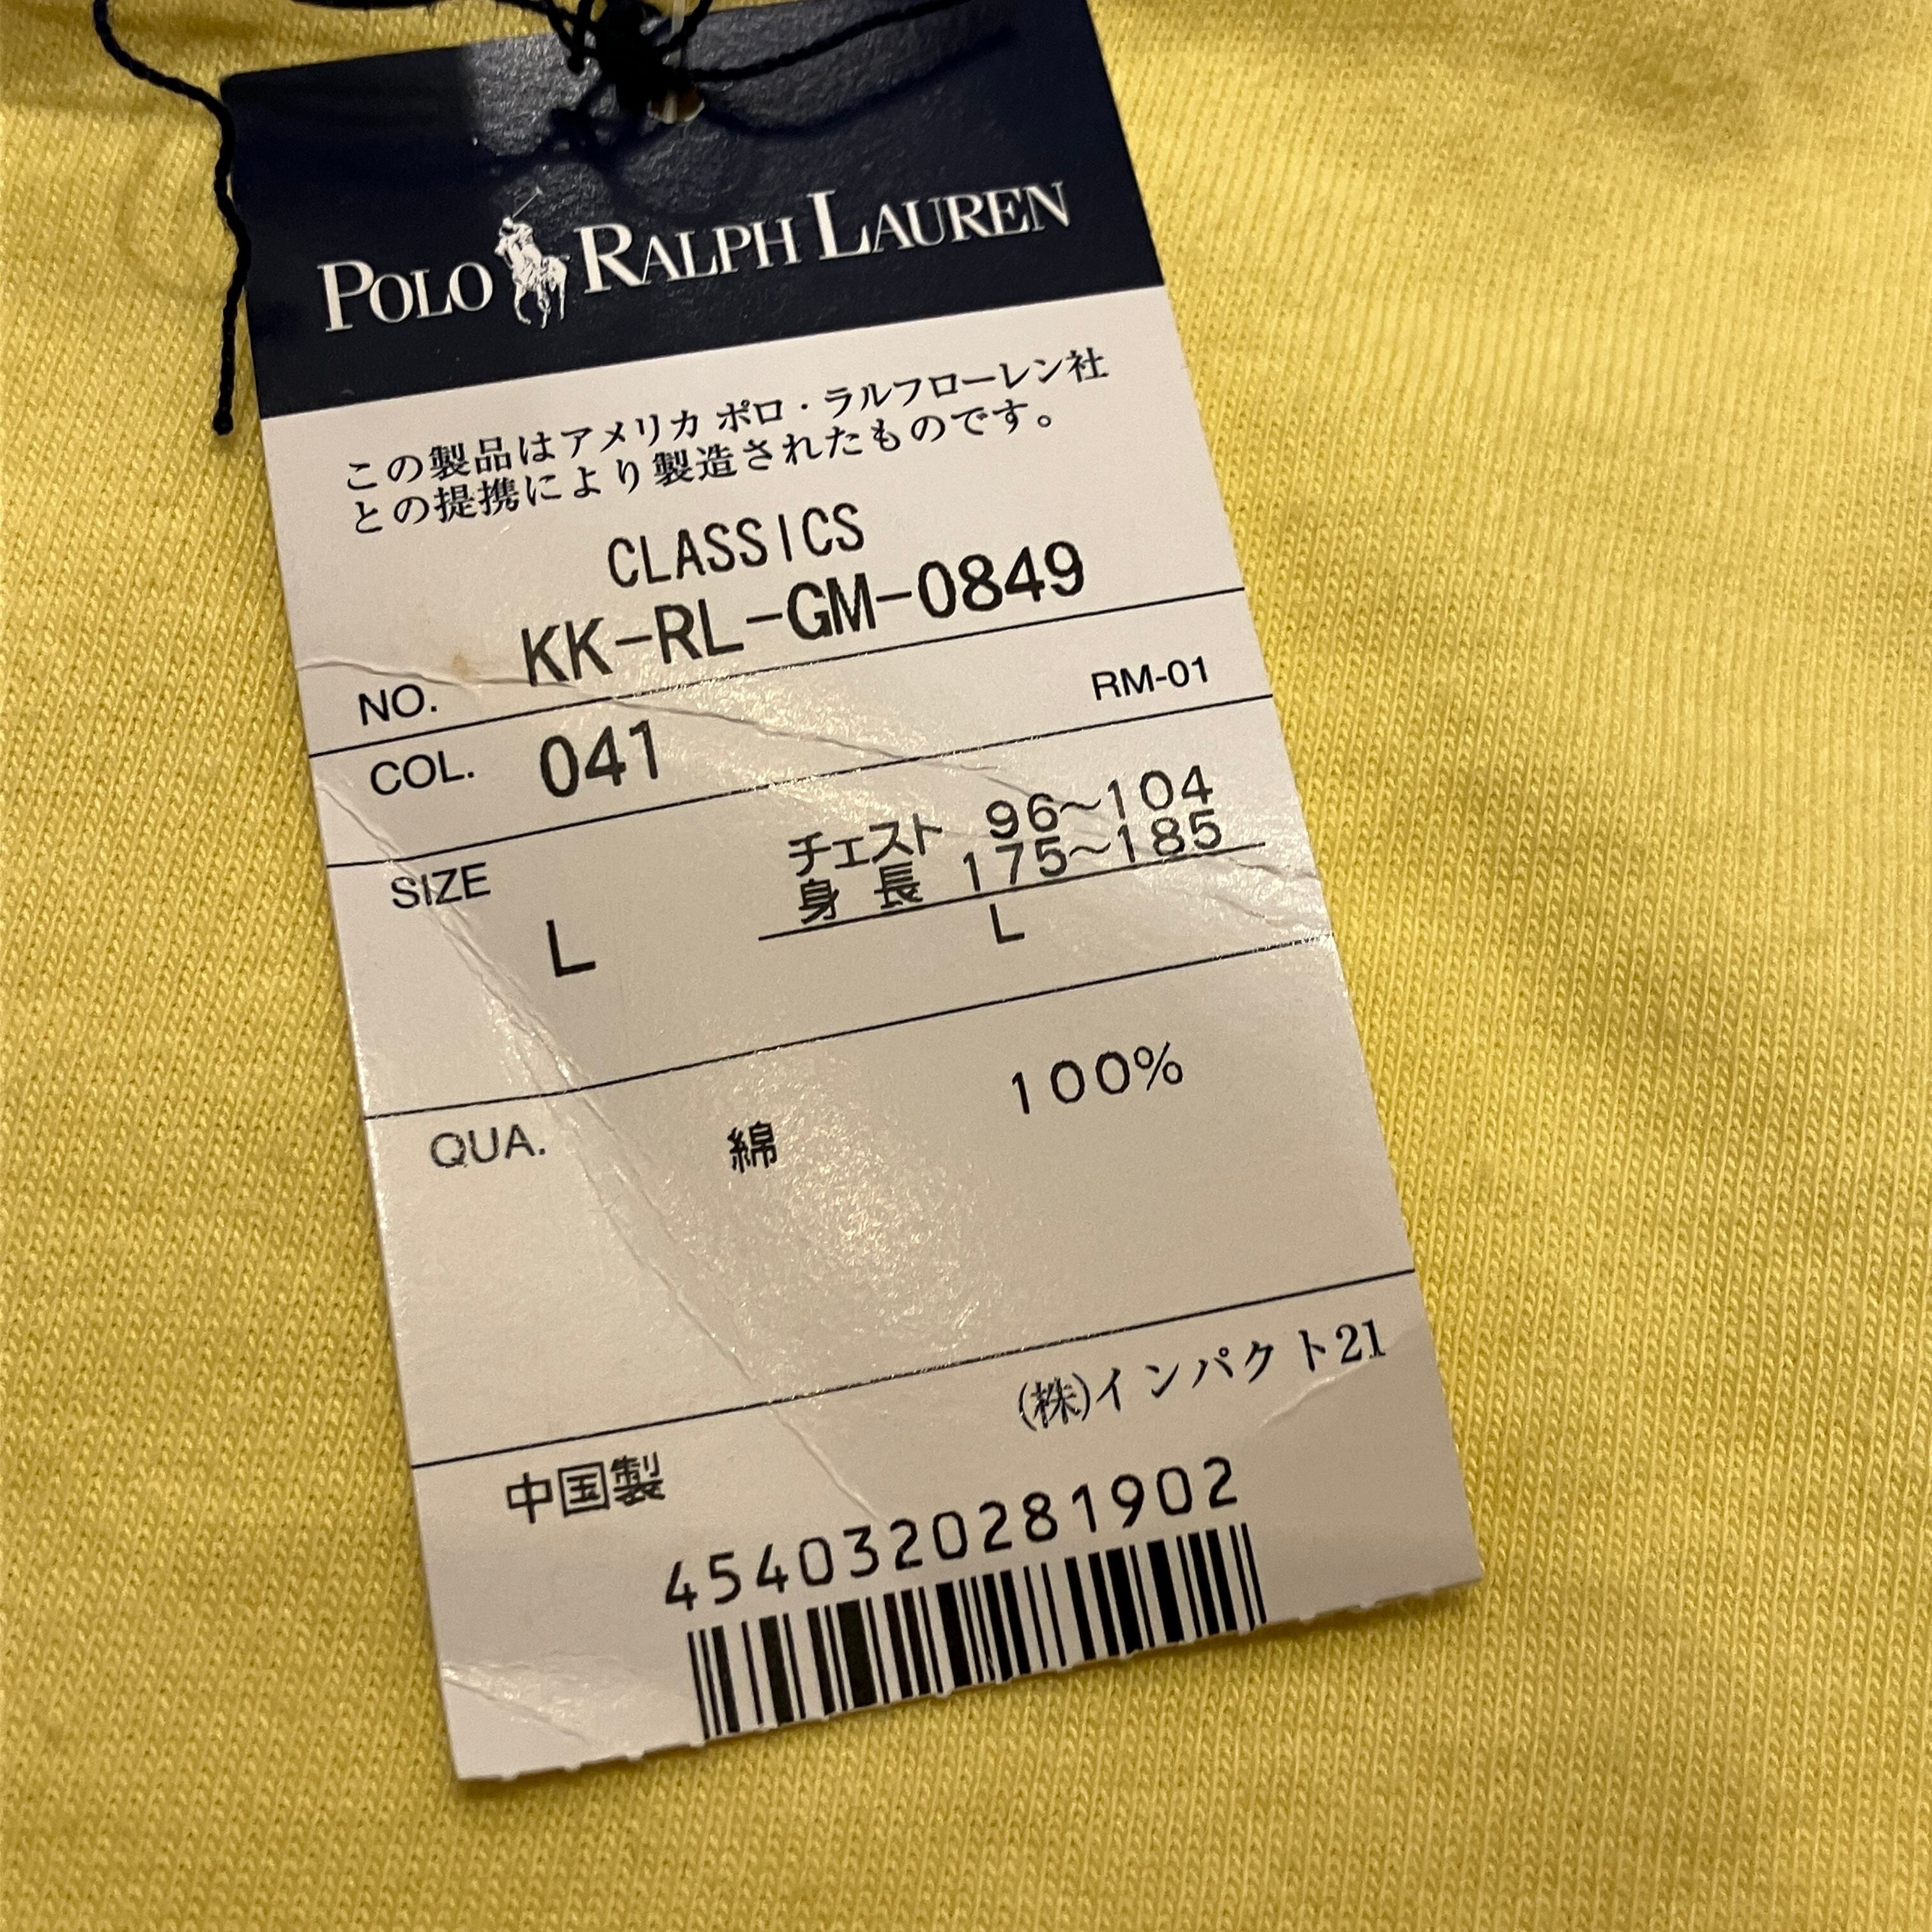 POLO RALPH LAUREN
この製品はアメリカ ポロ・ラルフローレン社
との提携により製造されたものです。
CLASSICS
NO. KK-RL-GM-0849
COL. 041 RM-01
SIZE L
チェスト 96~104
身長 175~185
L
QUA. 綿 100%
(株)インパクト21
中国製
4540320281902